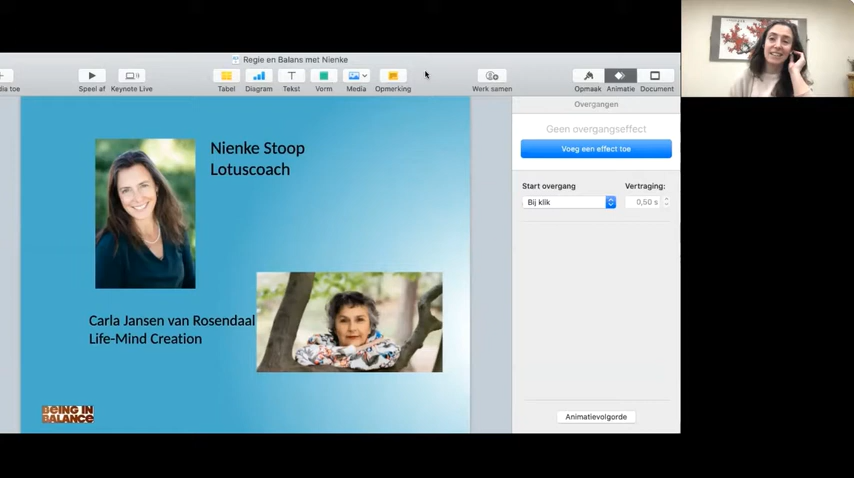 Regie en Balans met Nienke
dia toe
Speel af
Keynote Live
Tabel
Diagram
Tekst
Vorm
Media
Opmerking
Werk samen
Opmaak
Animatie
Document
Overgangen
Geen overgangseffect
Voeg een effect toe
Start overgang
Vertraging:
Bij klik
0,50 s
Nienke Stoop
Lotuscoach
Carla Jansen van Rosendaal
Life-Mind Creation
BEING IN
BALANCE
Animatievolgorde